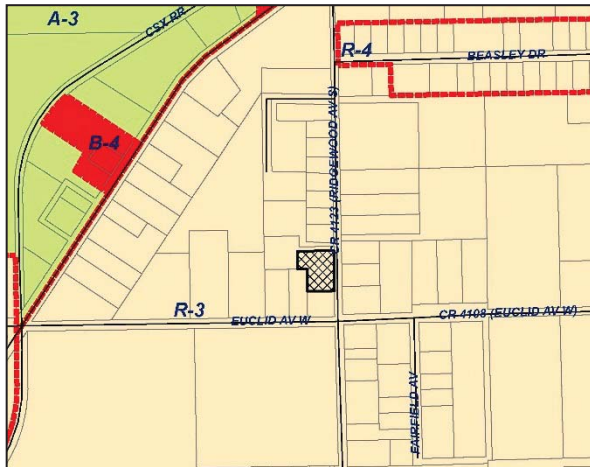 A-3
CSX RR
R-4
BEASLEY DR
B-4
CR 4123 (RIDGEWOOD AV S)
R-3
EUCLID AV W
CR 4108 (EUCLID AV W)
FAIRFIELD AV